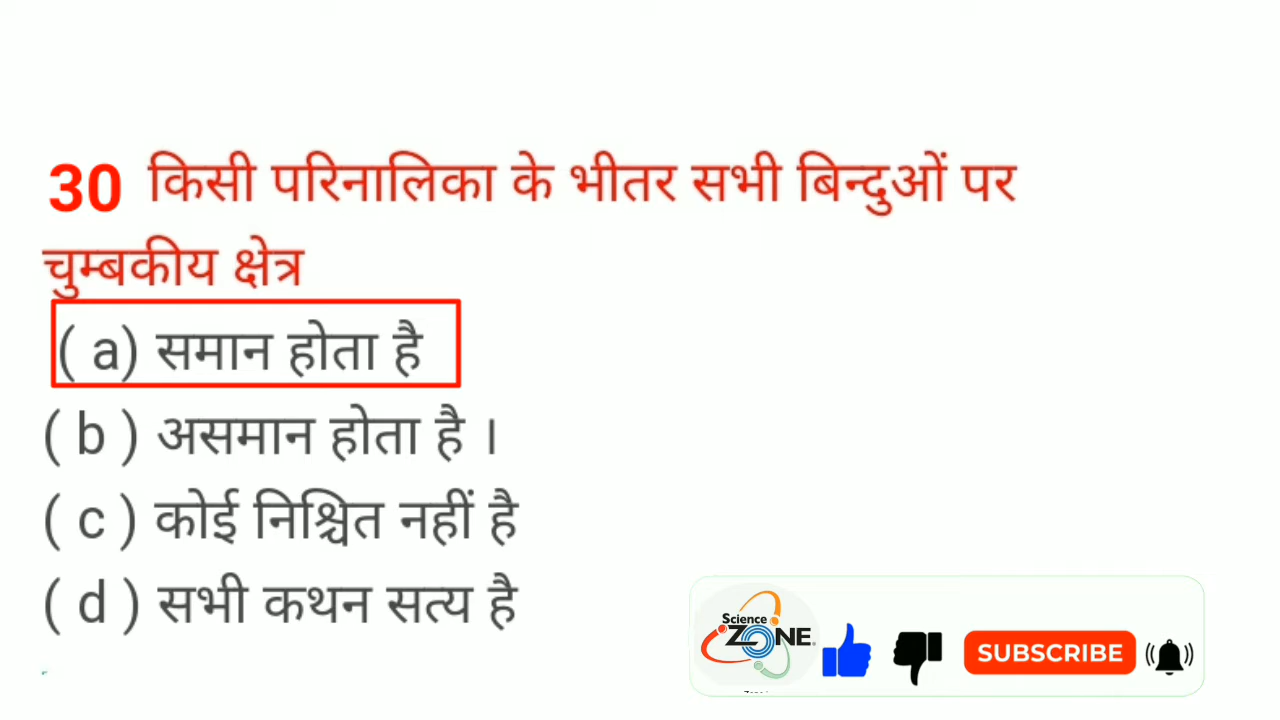 30 किसी परिनालिका के भीतर सभी बिन्दुओं पर
चुम्बकीय क्षेत्र
( a) समान होता है
( b ) असमान होता है ।
( c ) कोई निश्चित नहीं है
( d ) सभी कथन सत्य है
Science
ZONE
SUBSCRIBE